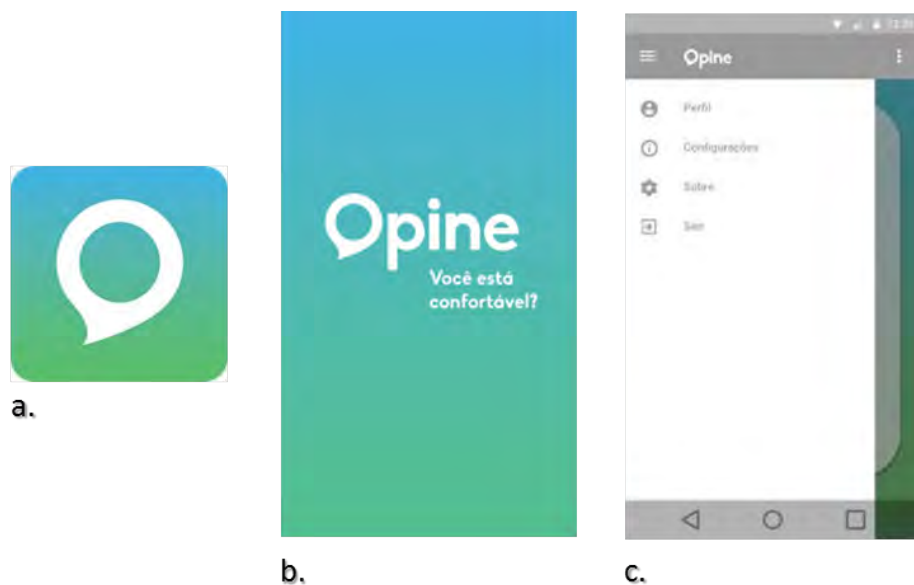 Opine
Você está
confortável?
Opine
Perfil
Configurações
Sobre
Sair
a.
b.
c.